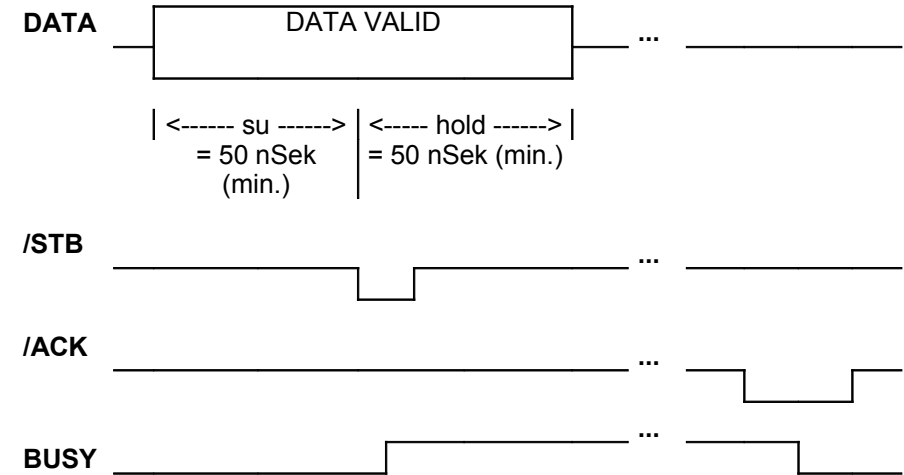 DATA DATA VALID ...
|<------ su ------>|<----- hold ------>|
= 50 nSek = 50 nSek (min.)
(min.)
/STB ...
/ACK ...
BUSY ...